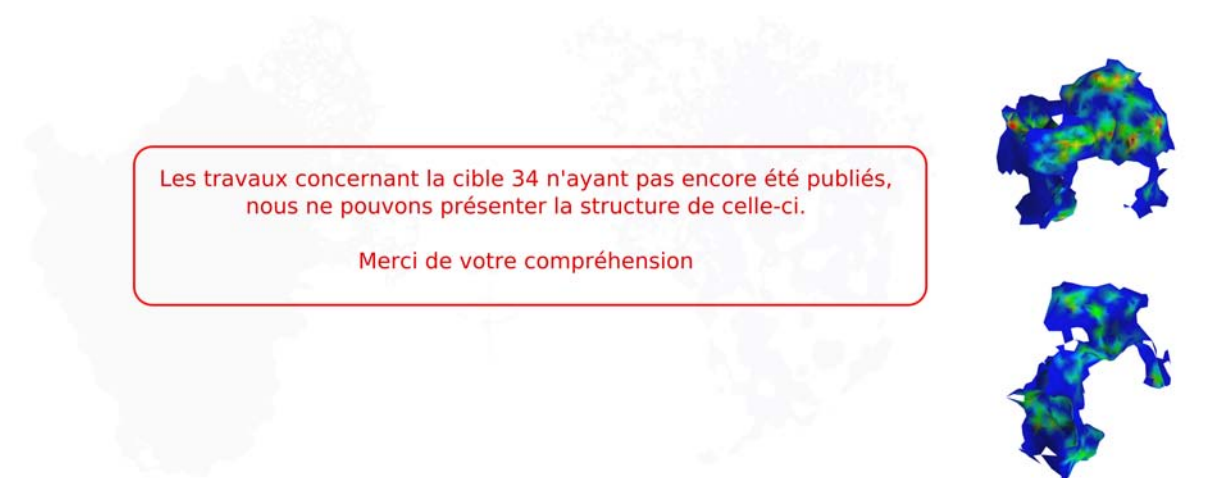 Les travaux concernant la cible 34 n'ayant pas encore été publiés,
nous ne pouvons présenter la structure de celle-ci.
Merci de votre compréhension